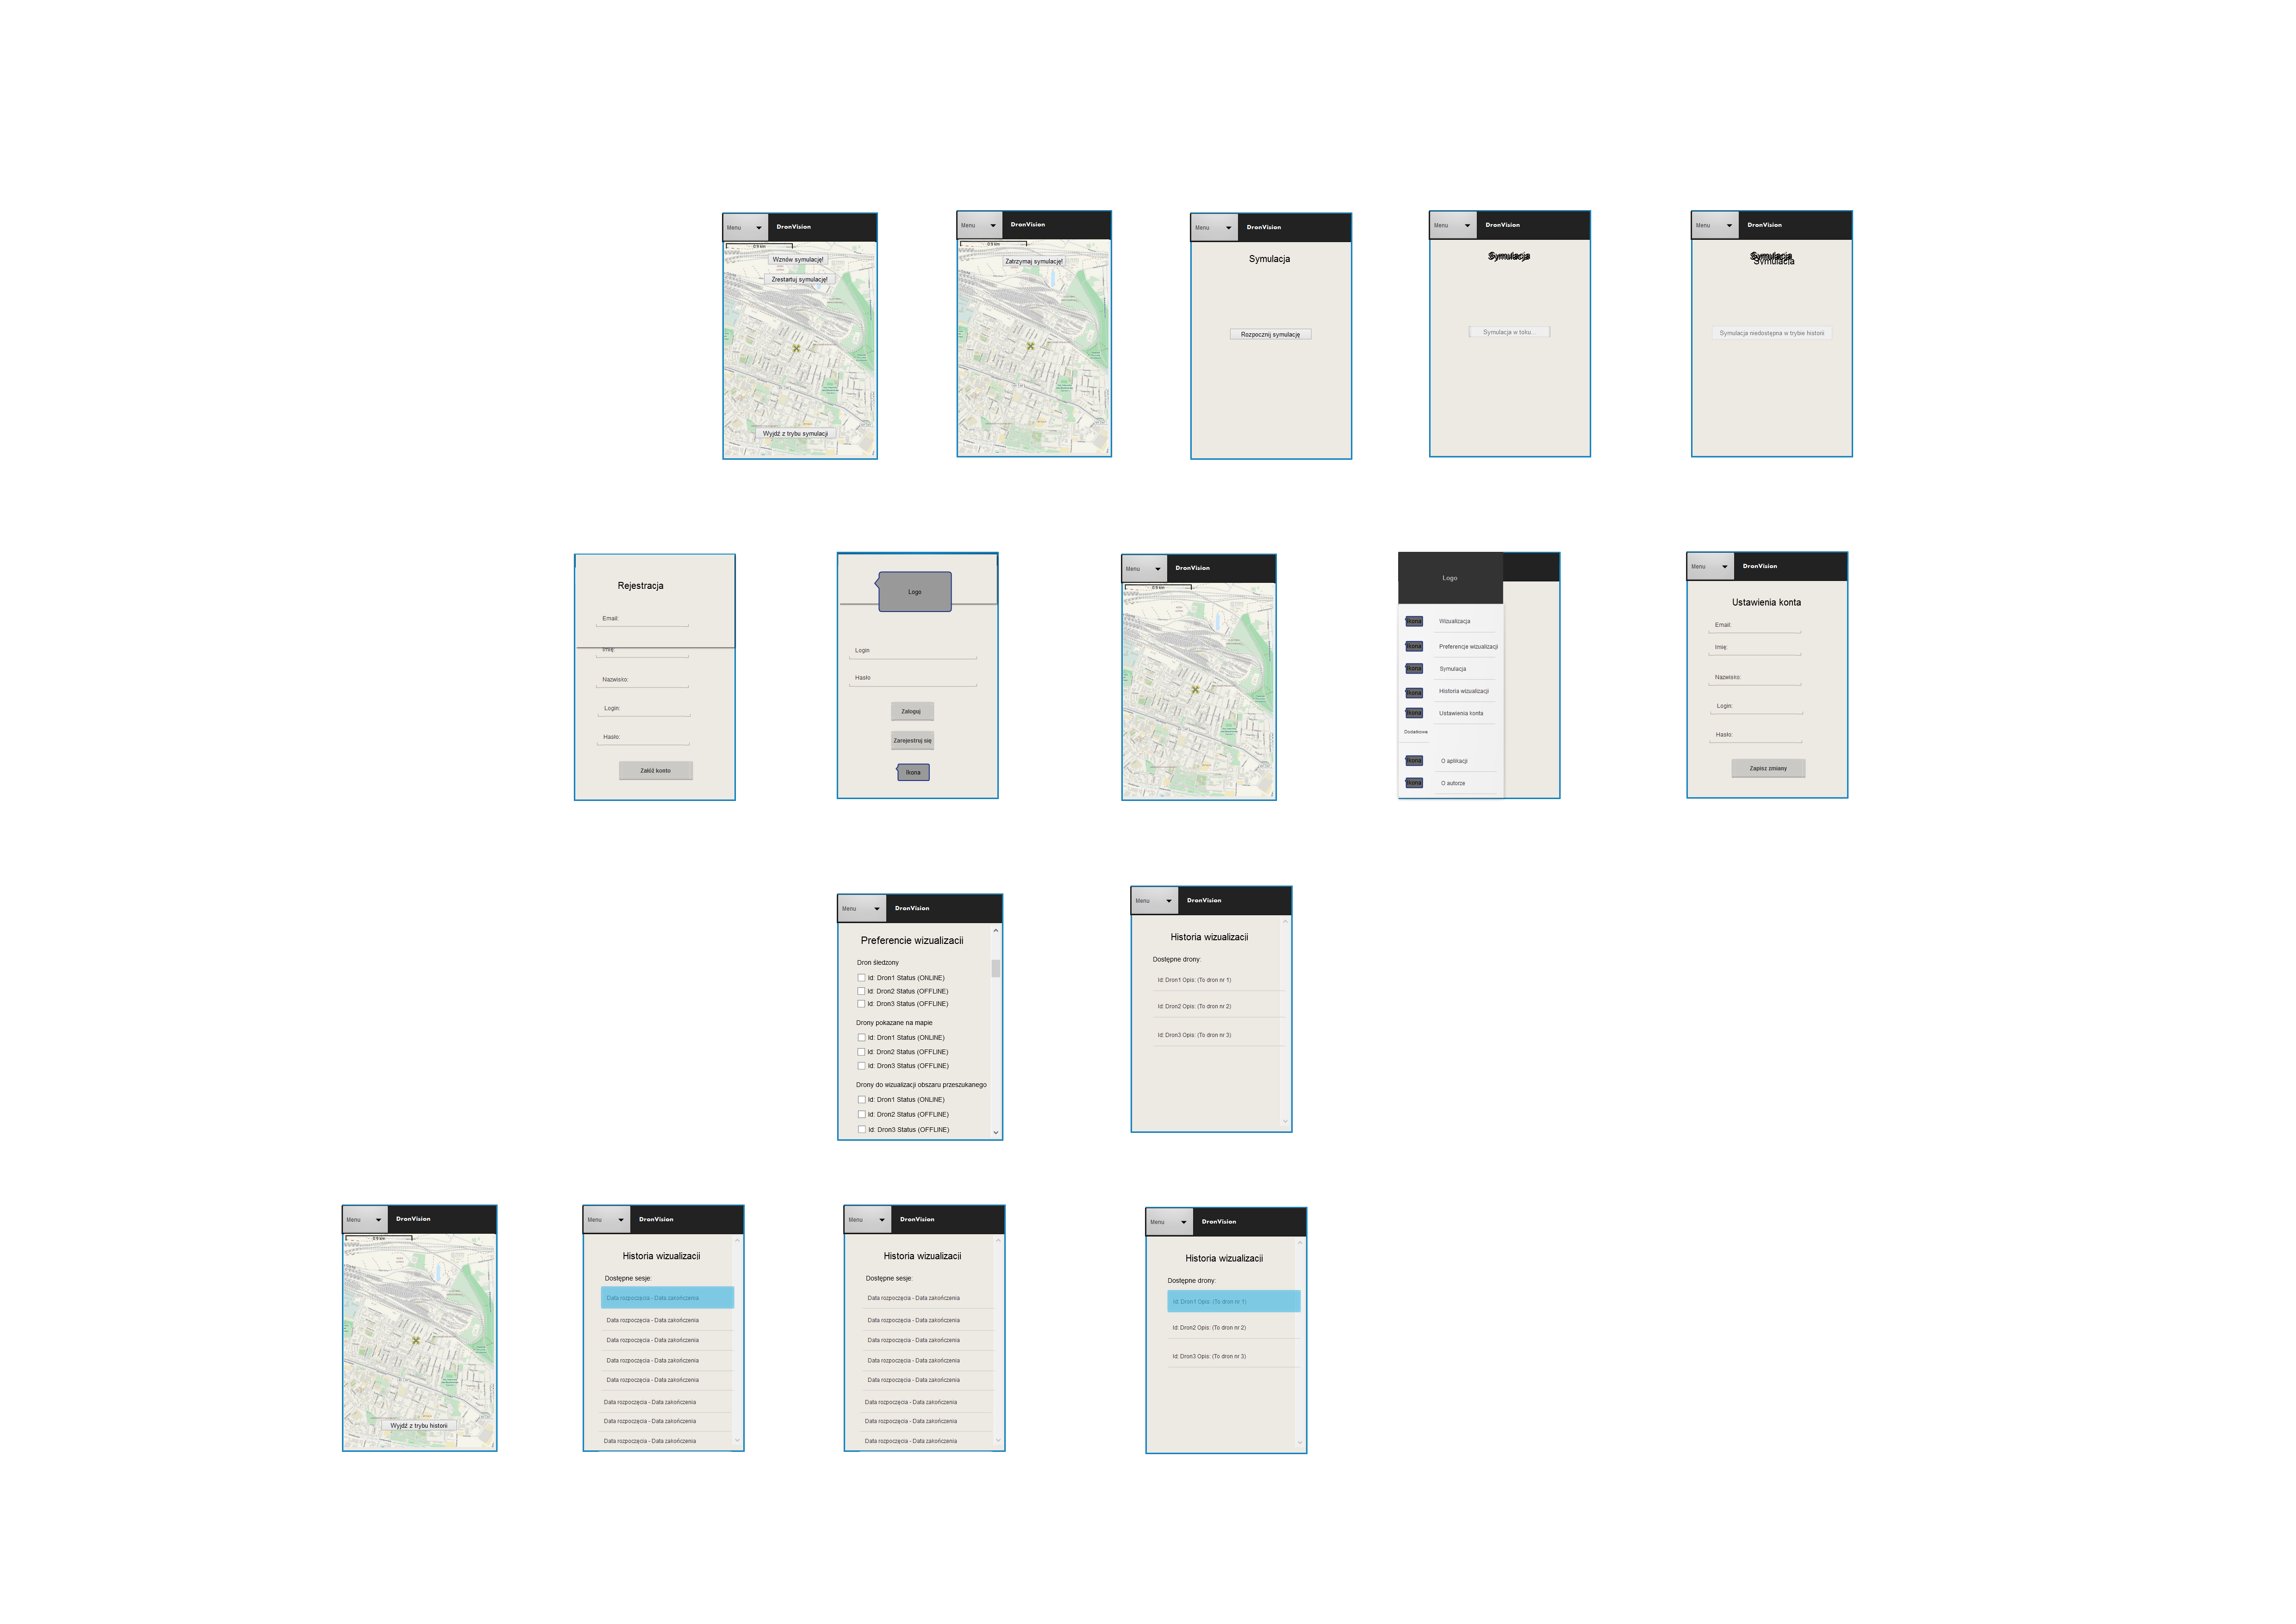 Menu
DronVision
0.9 km
Wznów symulację!
Zrestartuj symulację!
Wyjdź z trybu symulacji
Menu
DronVision
0.9 km
Zatrzymaj symulację!
Menu
DronVision
Symulacja
Rozpocznij symulację
Menu
DronVision
Symulacja
Symulacja w toku...
Menu
DronVision
Symulacja
Symulacja
Symulacja niedostępna w trybie historii
Rejestracja
Email:
Imię:
Nazwisko:
Login:
Hasło:
Załóż konto
Logo
Login
Hasło
Zaloguj
Zarejestruj się
Ikona
Menu
DronVision
0.9 km
Logo
Ikona Wizualizacja
Ikona Preferencje wizualizacji
Ikona Symulacja
Ikona Historia wizualizacji
Ikona Ustawienia konta
Dodatkowe
Ikona O aplikacji
Ikona O autorze
Menu
DronVision
Ustawienia konta
Email:
Imię:
Nazwisko:
Login:
Hasło:
Zapisz zmiany
Menu
DronVision
Preferencie wizualizacii
Dron śledzony
Id: Dron1 Status (ONLINE)
Id: Dron2 Status (OFFLINE)
Id: Dron3 Status (OFFLINE)
Drony pokazane na mapie
Id: Dron1 Status (ONLINE)
Id: Dron2 Status (OFFLINE)
Id: Dron3 Status (OFFLINE)
Drony do wizualizacji obszaru przeszukanego
Id: Dron1 Status (ONLINE)
Id: Dron2 Status (OFFLINE)
Id: Dron3 Status (OFFLINE)
Menu
DronVision
Historia wizualizacji
Dostępne drony:
Id: Dron1 Opis: (To dron nr 1)
Id: Dron2 Opis: (To dron nr 2)
Id: Dron3 Opis: (To dron nr 3)
Menu
DronVision
0.9 km
Wyjdź z trybu historii
Menu
DronVision
Historia wizualizacji
Dostępne sesje:
Data rozpoczęcia - Data zakończenia
Data rozpoczęcia - Data zakończenia
Data rozpoczęcia - Data zakończenia
Data rozpoczęcia - Data zakończenia
Data rozpoczęcia - Data zakończenia
Data rozpoczęcia - Data zakończenia
Data rozpoczęcia - Data zakończenia
Data rozpoczęcia - Data zakończenia
Menu
DronVision
Historia wizualizacji
Dostępne sesje:
Data rozpoczęcia - Data zakończenia
Data rozpoczęcia - Data zakończenia
Data rozpoczęcia - Data zakończenia
Data rozpoczęcia - Data zakończenia
Data rozpoczęcia - Data zakończenia
Data rozpoczęcia - Data zakończenia
Data rozpoczęcia - Data zakończenia
Data rozpoczęcia - Data zakończenia
Menu
DronVision
Historia wizualizacji
Dostępne drony:
Id: Dron1 Opis: (To dron nr 1)
Id: Dron2 Opis: (To dron nr 2)
Id: Dron3 Opis: (To dron nr 3)